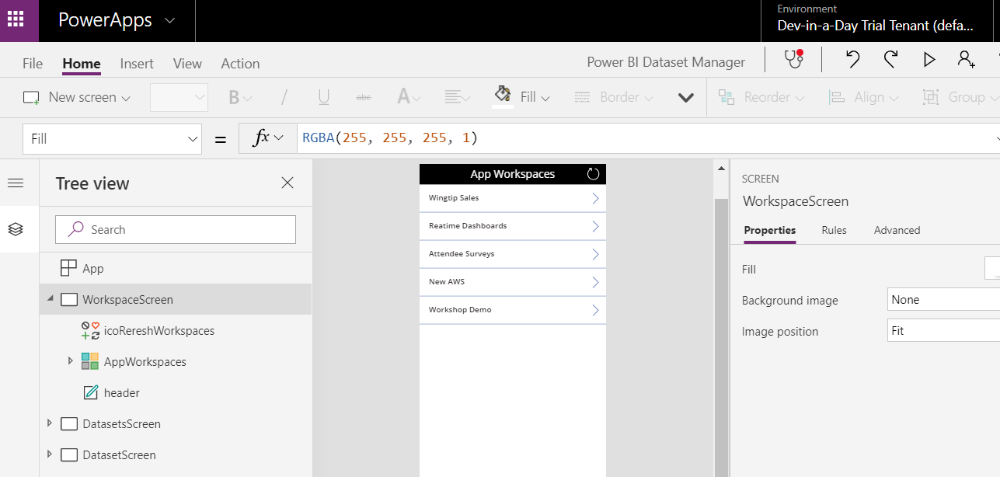 PowerApps
Environment
Dev-in-a-Day Trial Tenant (defa...
File Home Insert View Action
Power BI Dataset Manager
New screen B / U abc A Fill Border Reorder Align Group
Fill = fx RGBA(255, 255, 255, 1)
Tree view
Search
App
WorkspaceScreen
icoRereshWorkspaces
AppWorkspaces
header
DatasetsScreen
DatasetScreen
App Workspaces
Wingtip Sales
Reatime Dashboards
Attendee Surveys
New AWS
Workshop Demo
SCREEN
WorkspaceScreen
Properties Rules Advanced
Fill
Background image None
Image position Fit